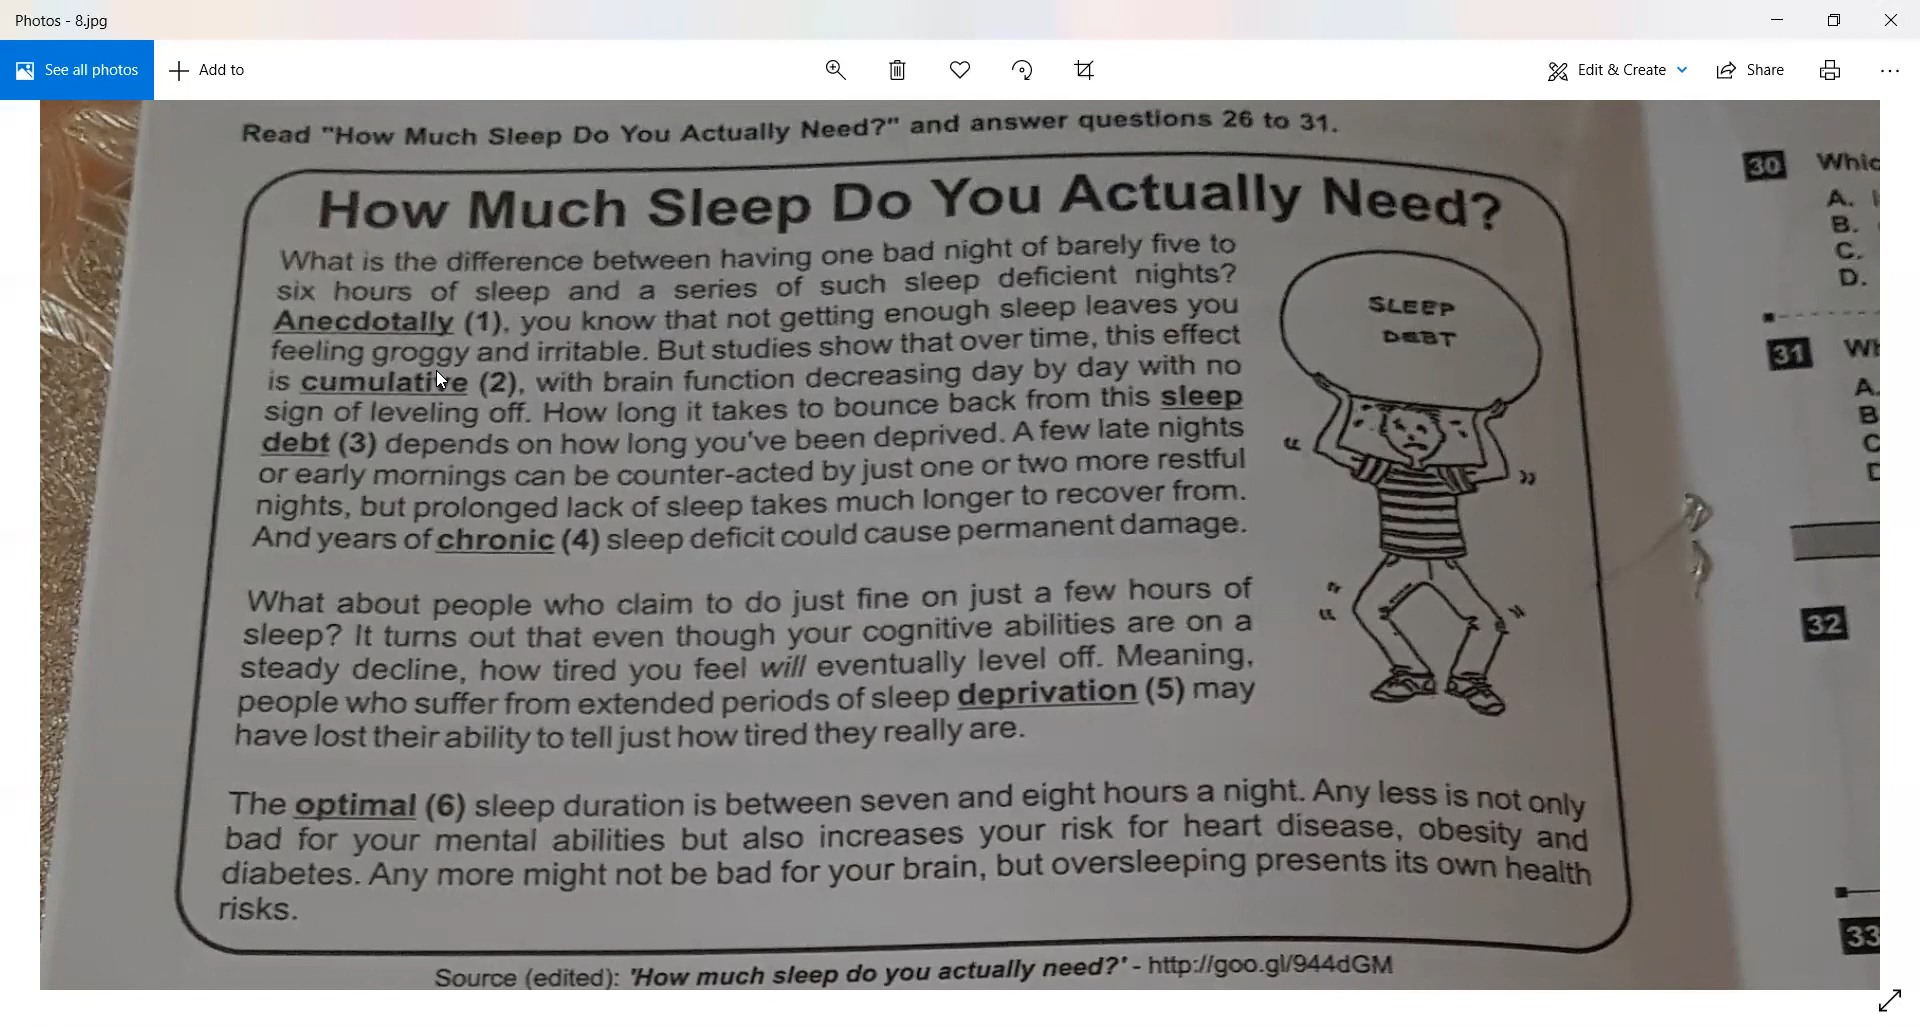 Photos - 8.jpg
See all photos
Add to
Edit & Create
Share
Read "How Much Sleep Do You Actually Need?" and answer questions 26 to 31.
How Much Sleep Do You Actually Need?
What is the difference between having one bad night of barely five to
six hours of sleep and a series of such sleep deficient nights?
Anecdotally (1), you know that not getting enough sleep leaves you
feeling groggy and irritable. But studies show that over time, this effect
is cumulative (2), with brain function decreasing day by day with no
sign of leveling off. How long it takes to bounce back from this sleep
debt (3) depends on how long you've been deprived. A few late nights
or early mornings can be counter-acted by just one or two more restful
nights, but prolonged lack of sleep takes much longer to recover from.
And years of chronic (4) sleep deficit could cause permanent damage.
SLEEP
DEBT
What about people who claim to do just fine on just a few hours of
sleep? It turns out that even though your cognitive abilities are on a
steady decline, how tired you feel will eventually level off. Meaning,
people who suffer from extended periods of sleep deprivation (5) may
have lost their ability to tell just how tired they really are.
The optimal (6) sleep duration is between seven and eight hours a night. Any less is not only
bad for your mental abilities but also increases your risk for heart disease, obesity and
diabetes. Any more might not be bad for your brain, but oversleeping presents its own health
risks.
Source (edited): 'How much sleep do you actually need?' - http://goo.gl/944dGM
30
A.
B.
C.
D.
31
A.
B
C
32
33